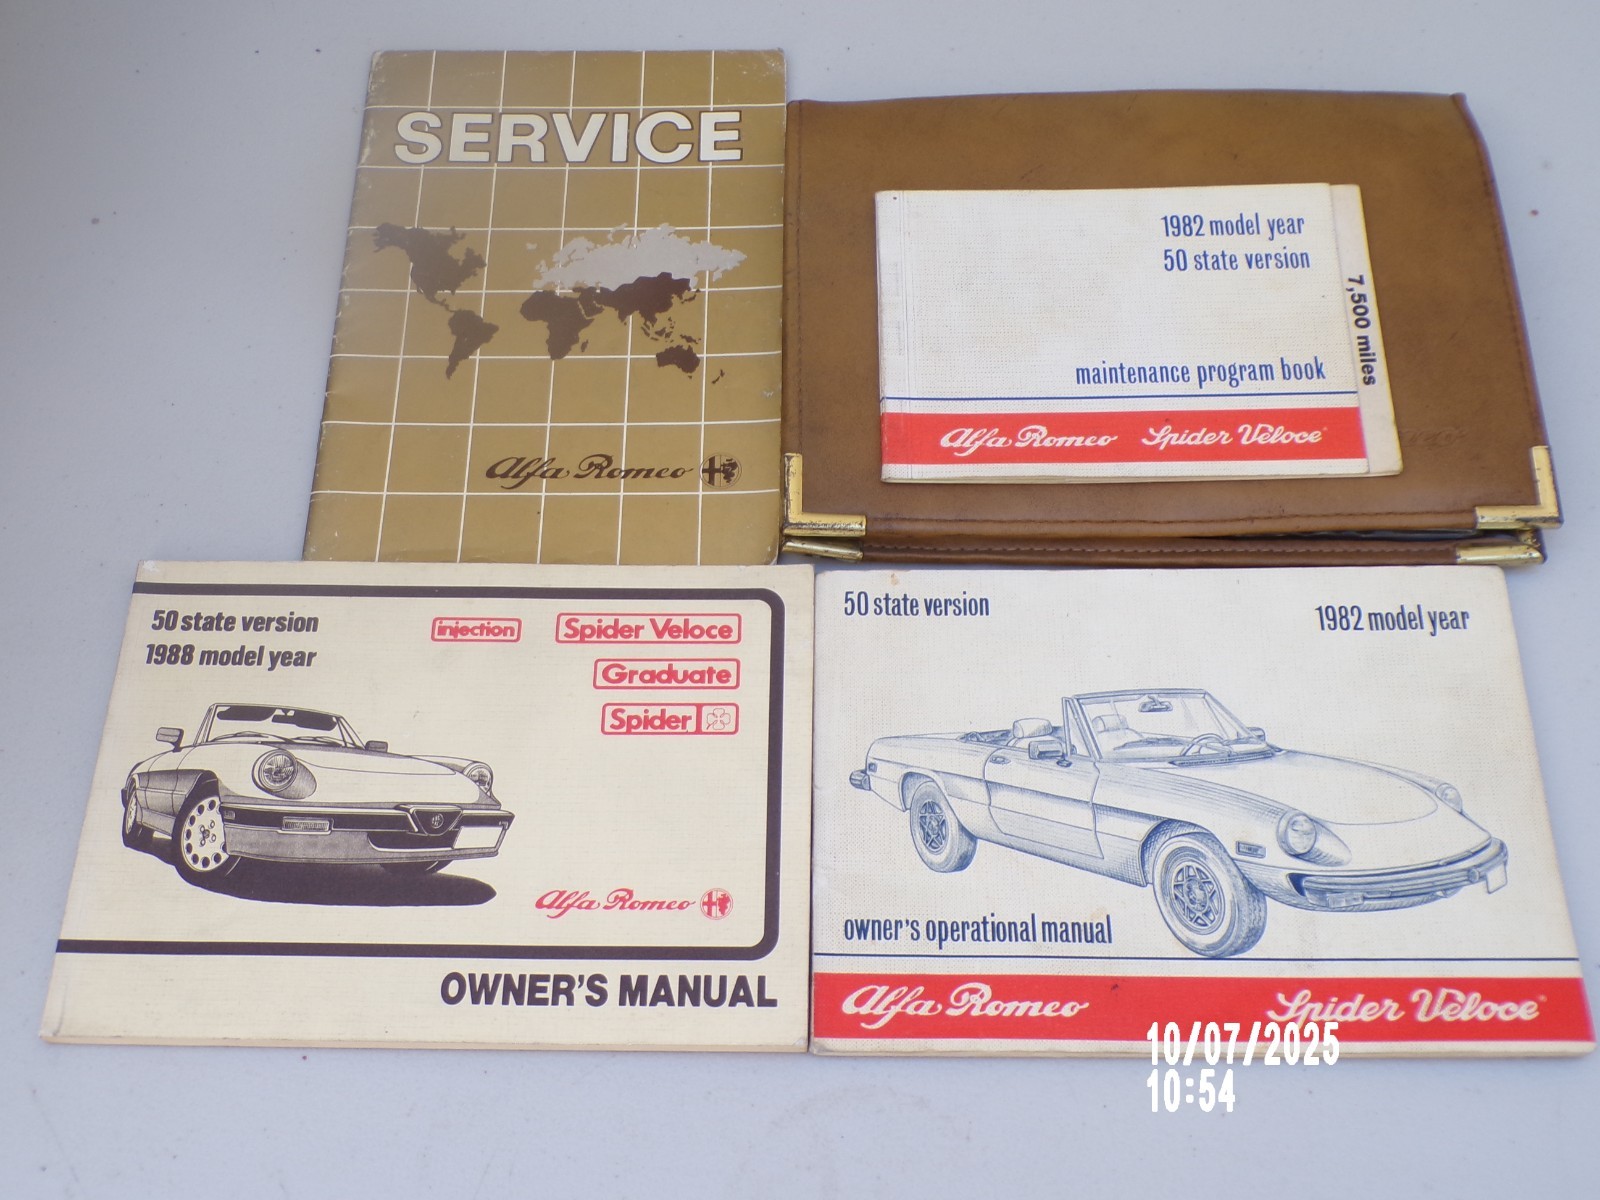 SERVICE
Alfa Romeo
1982 model year
50 state version
maintenance program book
Alfa Romeo Spider Veloce
7,500 miles
50 state version
1988 model year
injection
Spider Veloce
Graduate
Spider
Alfa Romeo
OWNER'S MANUAL
50 state version
1982 model year
owner's operational manual
Alfa Romeo Spider Veloce
10/07/2025
10:54